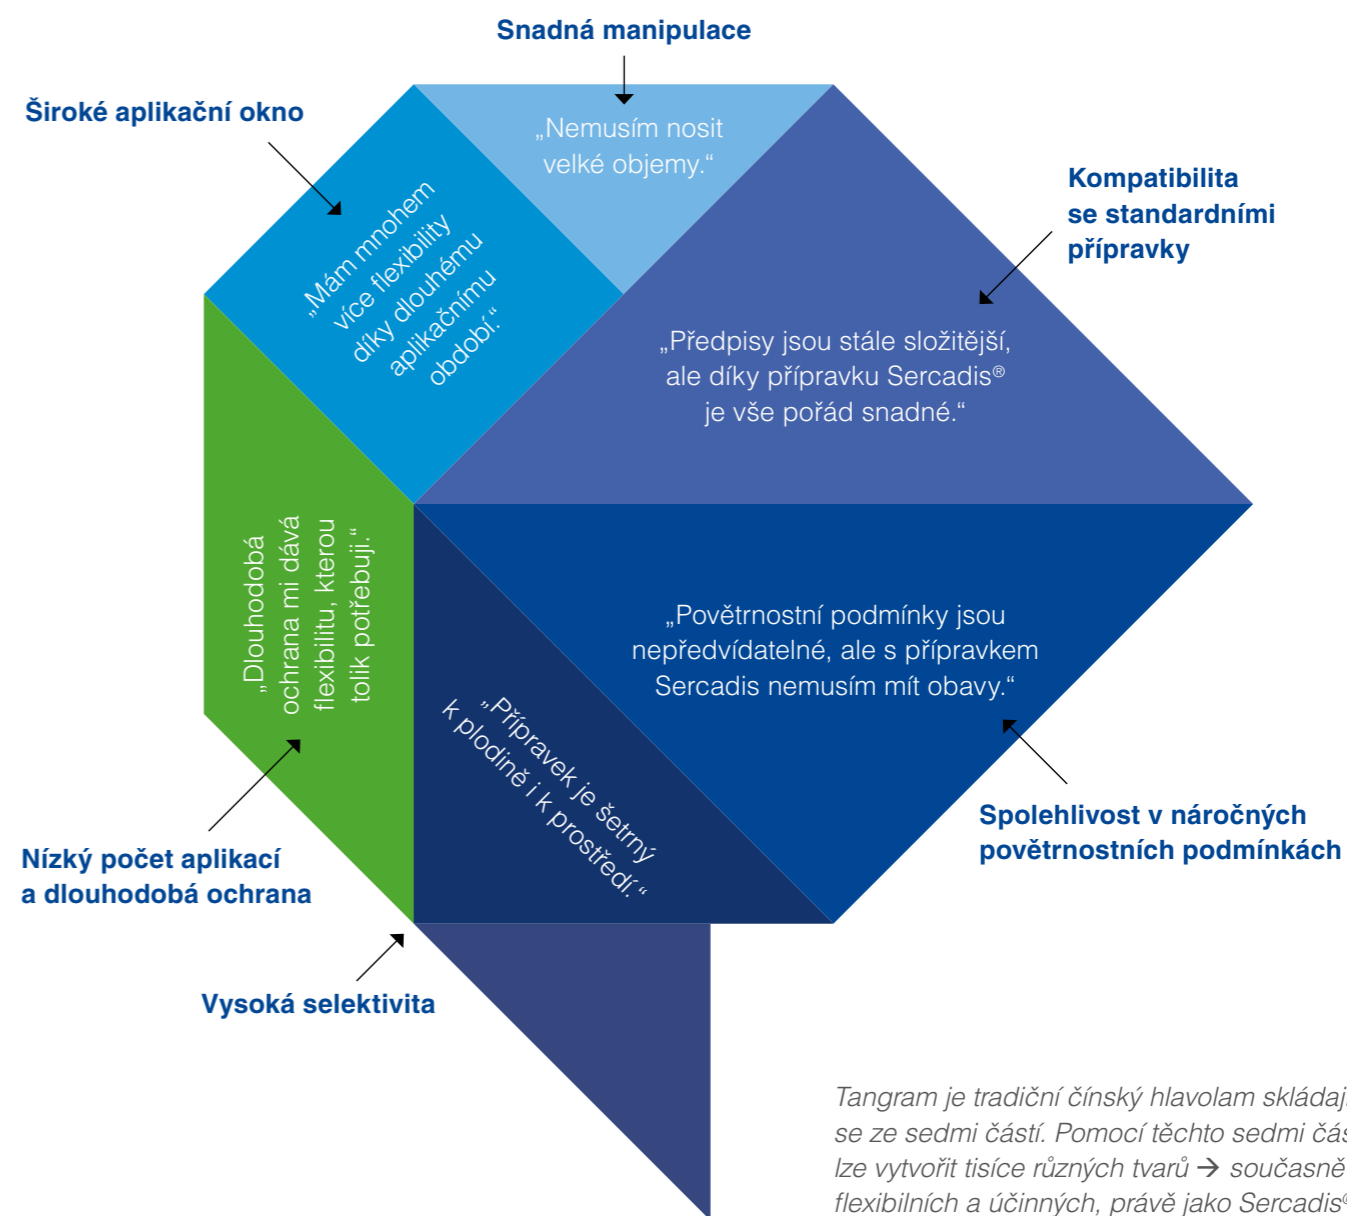 Snadná manipulace
Široké aplikační okno
„Nemusím nosit
velké objemy.“
Kompatibilita
se standardními
přípravky
„Mám mnohem
více flexibility
díky dlouhému
aplikačnímu
období.“
„Předpisy jsou stále složitější,
ale díky přípravku Sercadis®
je vše pořád snadné.“
„Dlouhodobá
ochrana mi dává
flexibilitu, kterou
tolik potřebuji.“
„Povětrnostní podmínky jsou
nepředvídatelné, ale s přípravkem
Sercadis nemusím mít obavy.“
„Přípravek je šetrný
k plodině i k prostředí.“
Spolehlivost v náročných
povětrnostních podmínkách
Nízký počet aplikací
a dlouhodobá ochrana
Vysoká selektivita
Tangram je tradiční čínský hlavolam
se ze sedmi částí. Pomocí těchto sedmi
lze vytvořit tisíce různých tvarů → současně
flexibilních a účinných, právě jako Sercadis®